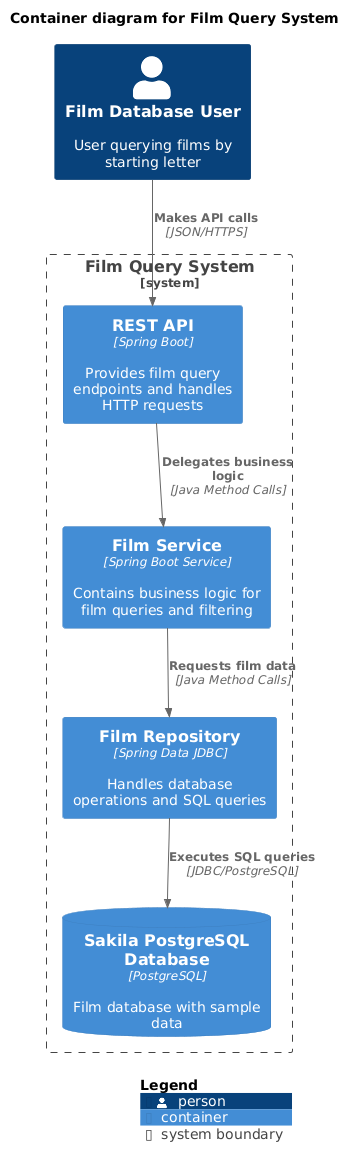 Container diagram for Film Query System
Film Database User
User querying films by
starting letter
Makes API calls
[JSON/HTTPS]
Film Query System
[system]
REST API
[Spring Boot]
Provides film query
endpoints and handles
HTTP requests
Delegates business
logic
[Java Method Calls]
Film Service
[Spring Boot Service]
Contains business logic for
film queries and filtering
Requests film data
[Java Method Calls]
Film Repository
[Spring Data JDBC]
Handles database
operations and SQL queries
Executes SQL queries
[JDBC/PostgreSQL]
Sakila PostgreSQL
Database
[PostgreSQL]
Film database with sample
data
Legend
person
container
system boundary